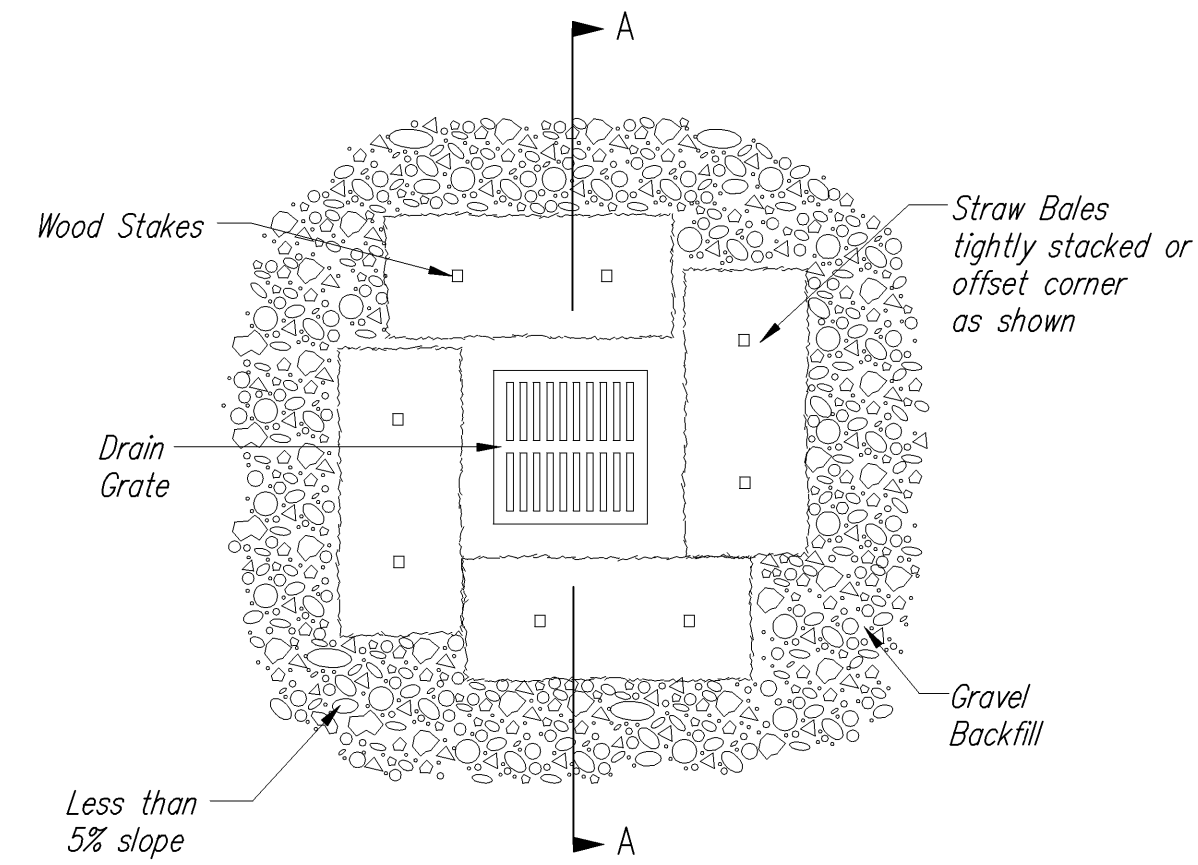 A
Wood Stakes
Straw Bales
tightly stacked or
offset corner
as shown
Drain
Grate
Gravel
Backfill
Less than
5% slope
A